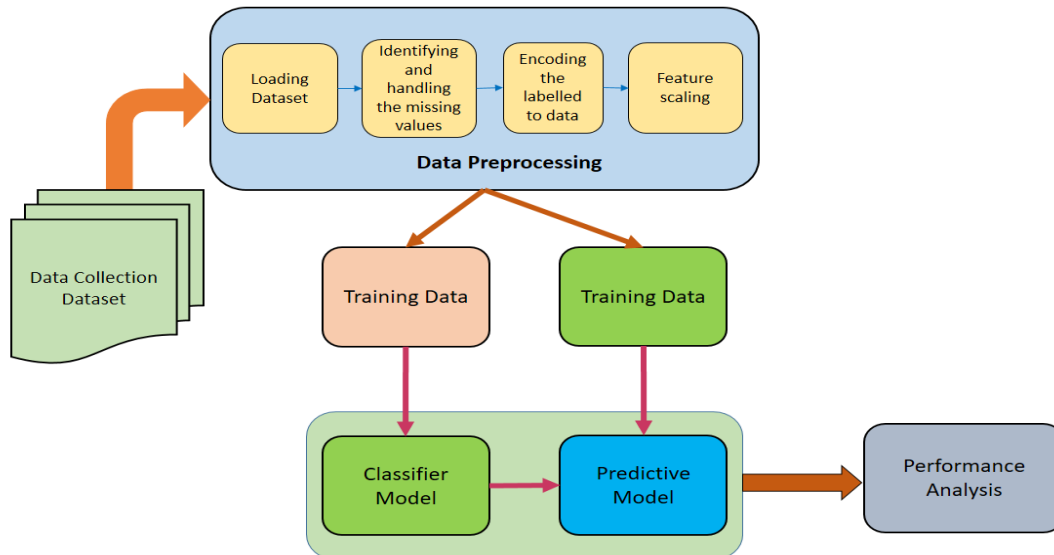 Loading
Dataset
Identifying
and
handling
the missing
values
Encoding
the
labelled
to data
Feature
scaling
Data Preprocessing
Data Collection
Dataset
Training Data
Training Data
Classifier
Model
Predictive
Model
Performance
Analysis